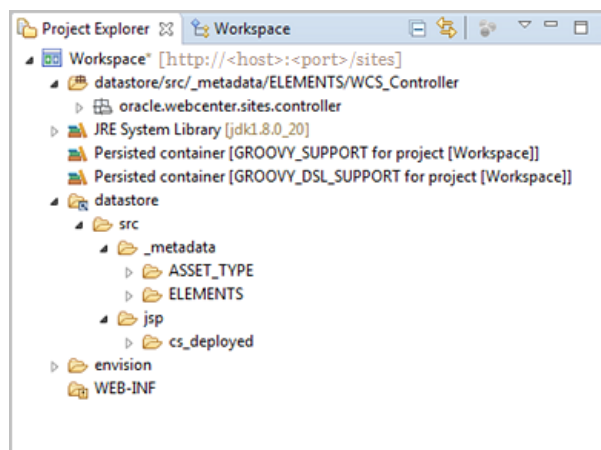 Project Explorer Workspace
Workspace* [http://<host>:<port>/sites]
datastore/src/_metadata/ELEMENTS/WCS_Controller
oracle.webcenter.sites.controller
JRE System Library [jdk1.8.0_20]
Persisted container [GROOVY_SUPPORT for project [Workspace]]
Persisted container [GROOVY_DSL_SUPPORT for project [Workspace]]
datastore
src
_metadata
ASSET_TYPE
ELEMENTS
jsp
cs_deployed
envision
WEB-INF